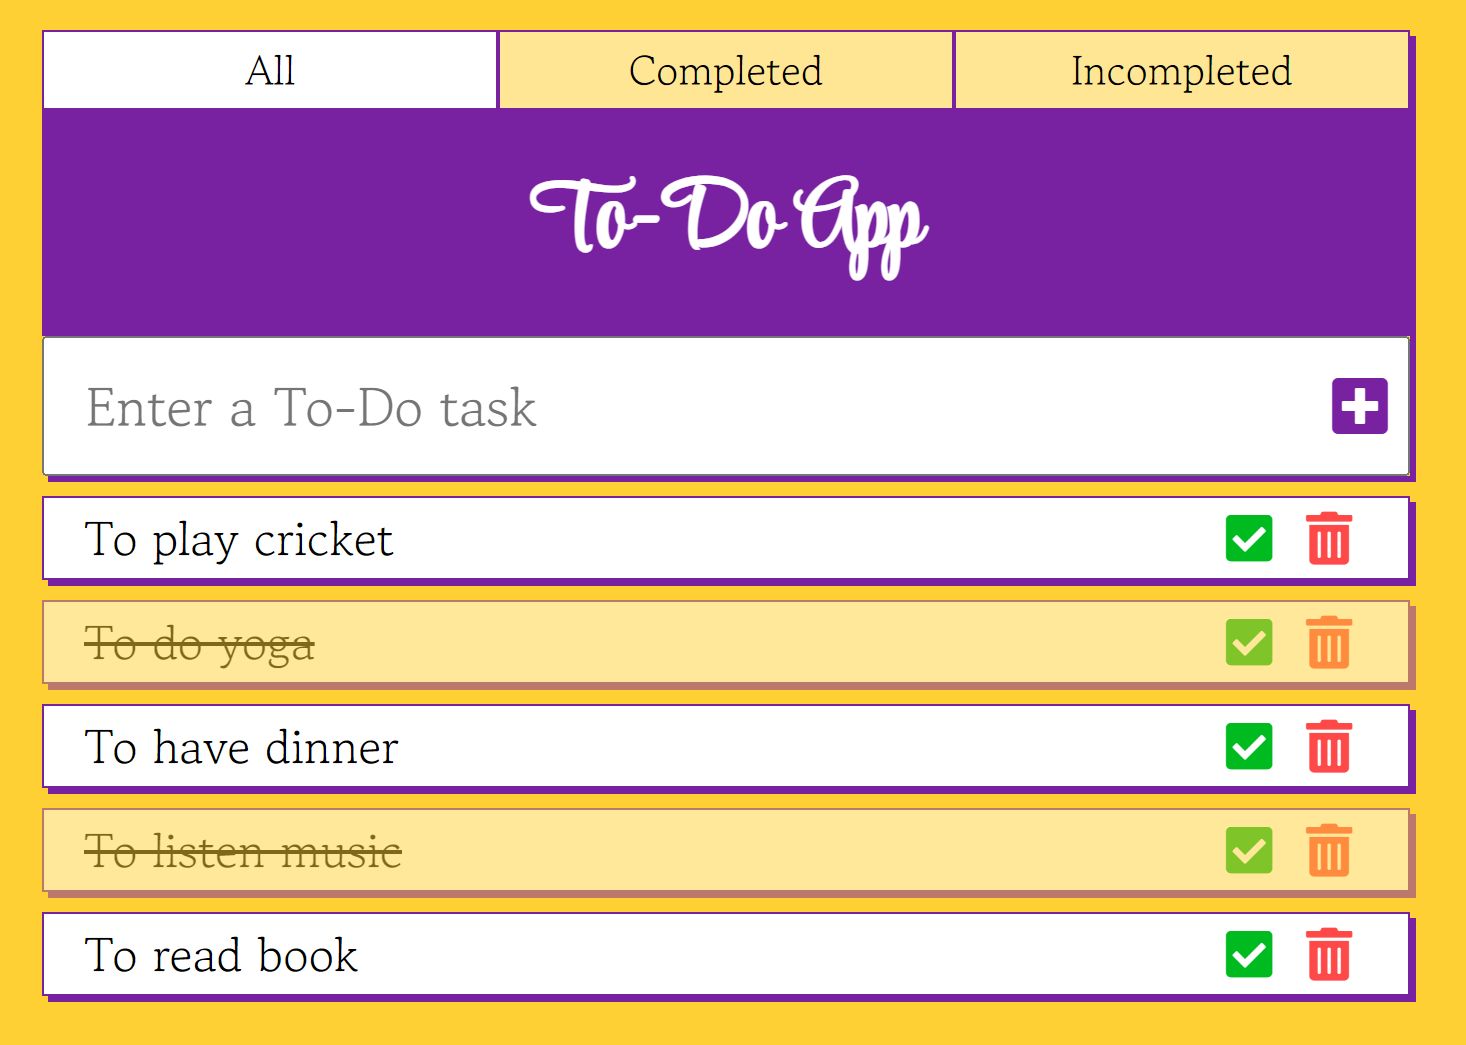 All Completed Incompleted
To-Do App
Enter a To-Do task
To play cricket
To do yoga
To have dinner
To listen music
To read book